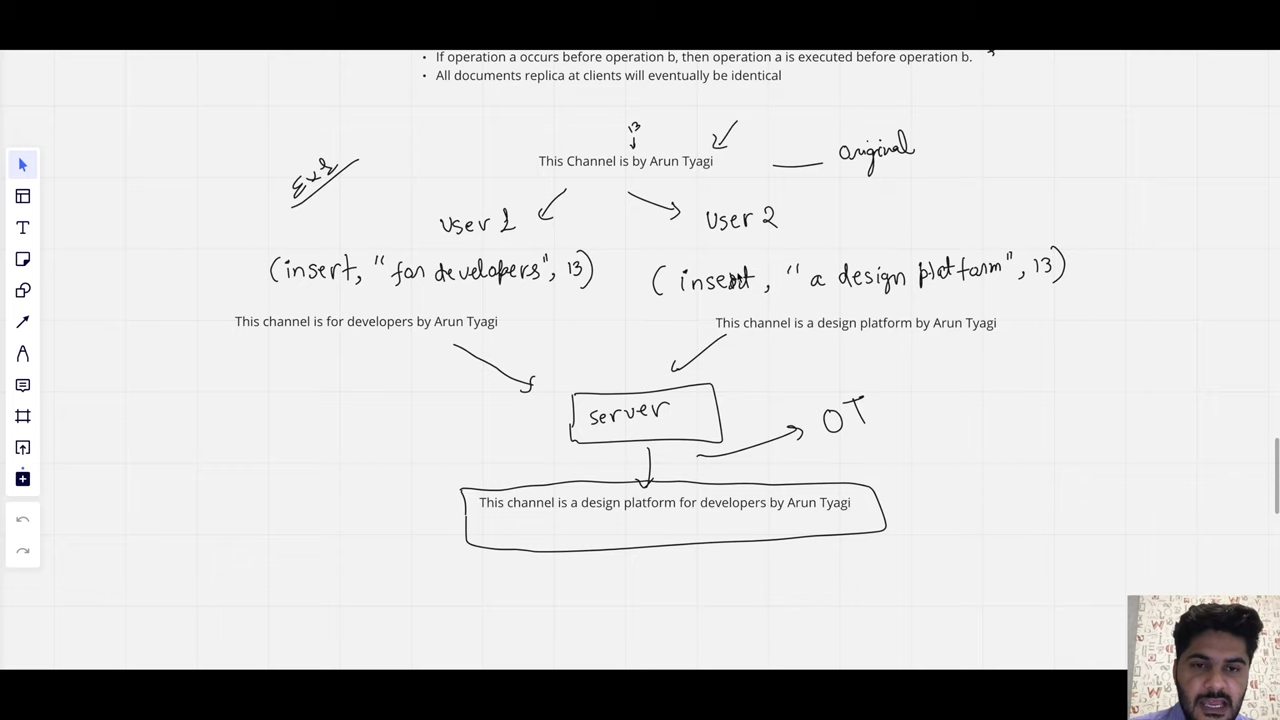 If operation a occurs before operation b, then operation a is executed before operation b.
All documents replica at clients will eventually be identical
13
This Channel is by Arun Tyagi
original
User 1
User 2
(insert, "for developers", 13)
(insert, "a design platform", 13)
This channel is for developers by Arun Tyagi
This channel is a design platform by Arun Tyagi
server
OT
This channel is a design platform for developers by Arun Tyagi